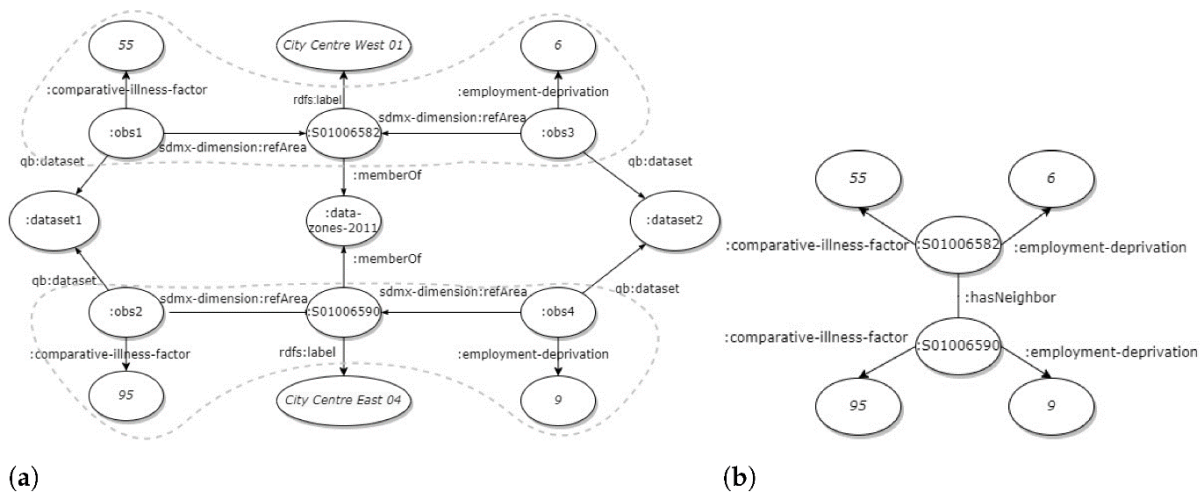 55
City Centre West 01
6
:comparative-illness-factor
rdfs:label
:employment-deprivation
:obs1
sdmx-dimension:refArea
:S01006582
sdmx-dimension:refArea
:obs3
qb:dataset
:memberOf
qb:dataset
:dataset1
:data-
zones-2011
:dataset2
qb:dataset
:memberOf
qb:dataset
:obs2
sdmx-dimension:refArea
:S01006590
sdmx-dimension:refArea
:obs4
:comparative-illness-factor
rdfs:label
:employment-deprivation
95
City Centre East 04
9
(a)
55
6
:comparative-illness-factor
:S01006582
:employment-deprivation
:hasNeighbor
:comparative-illness-factor
:S01006590
:employment-deprivation
95
9
(b)